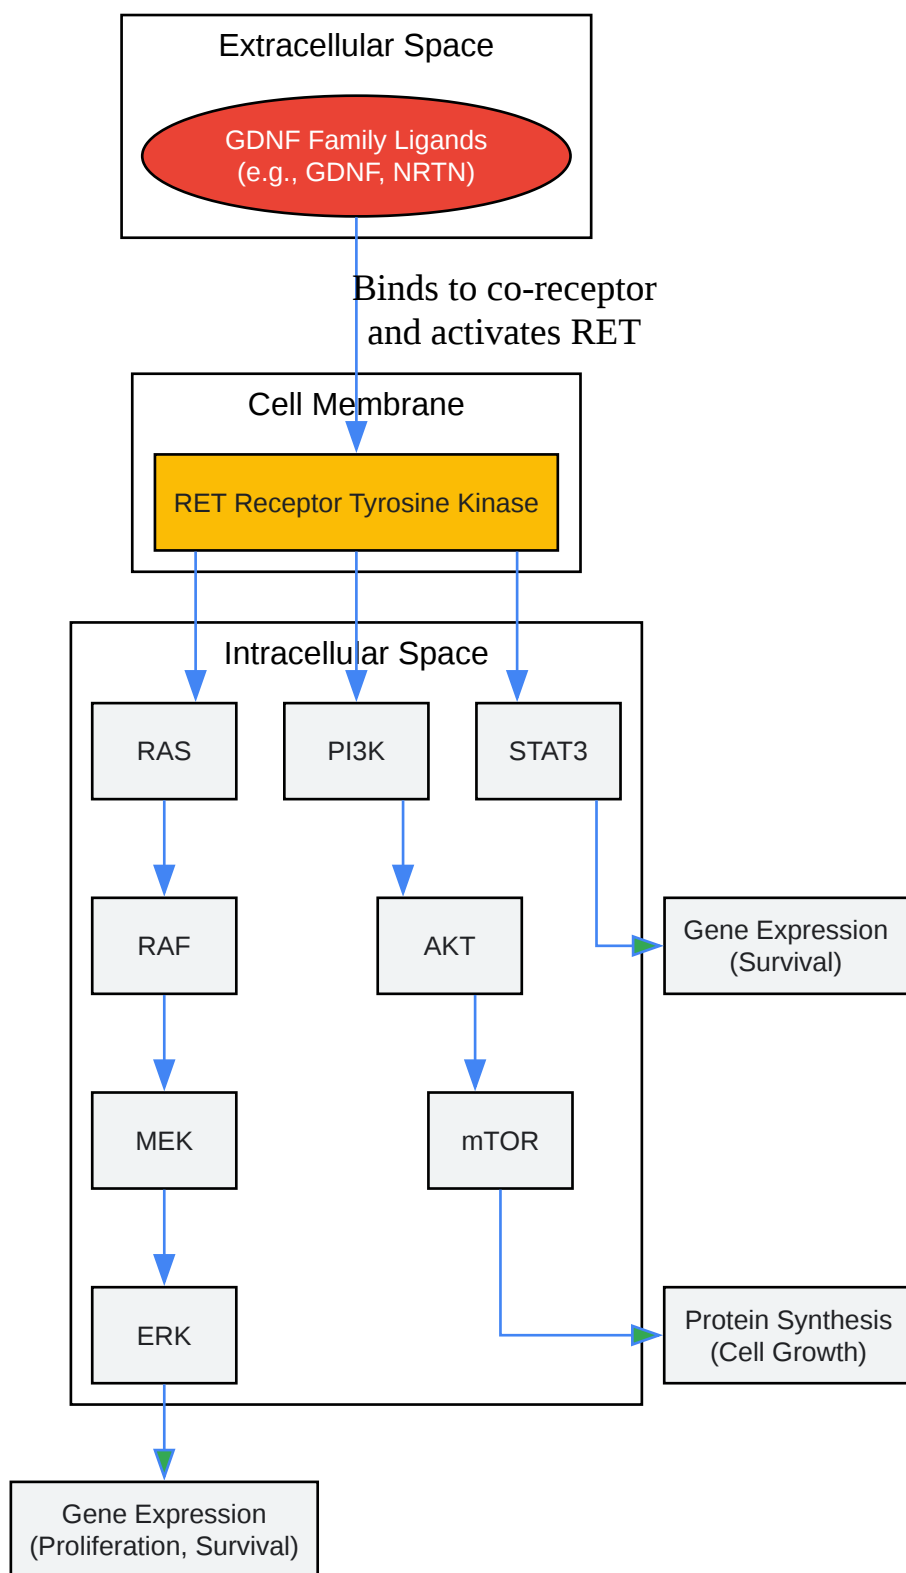 Extracellular Space
GDNF Family Ligands
(e.g., GDNF, NRTN)
Binds to co-receptor
and activates RET
Cell Membrane
RET Receptor Tyrosine Kinase
Intracellular Space
RAS
PI3K
STAT3
RAF
AKT
Gene Expression
(Survival)
MEK
mTOR
ERK
Protein Synthesis
(Cell Growth)
Gene Expression
(Proliferation, Survival)